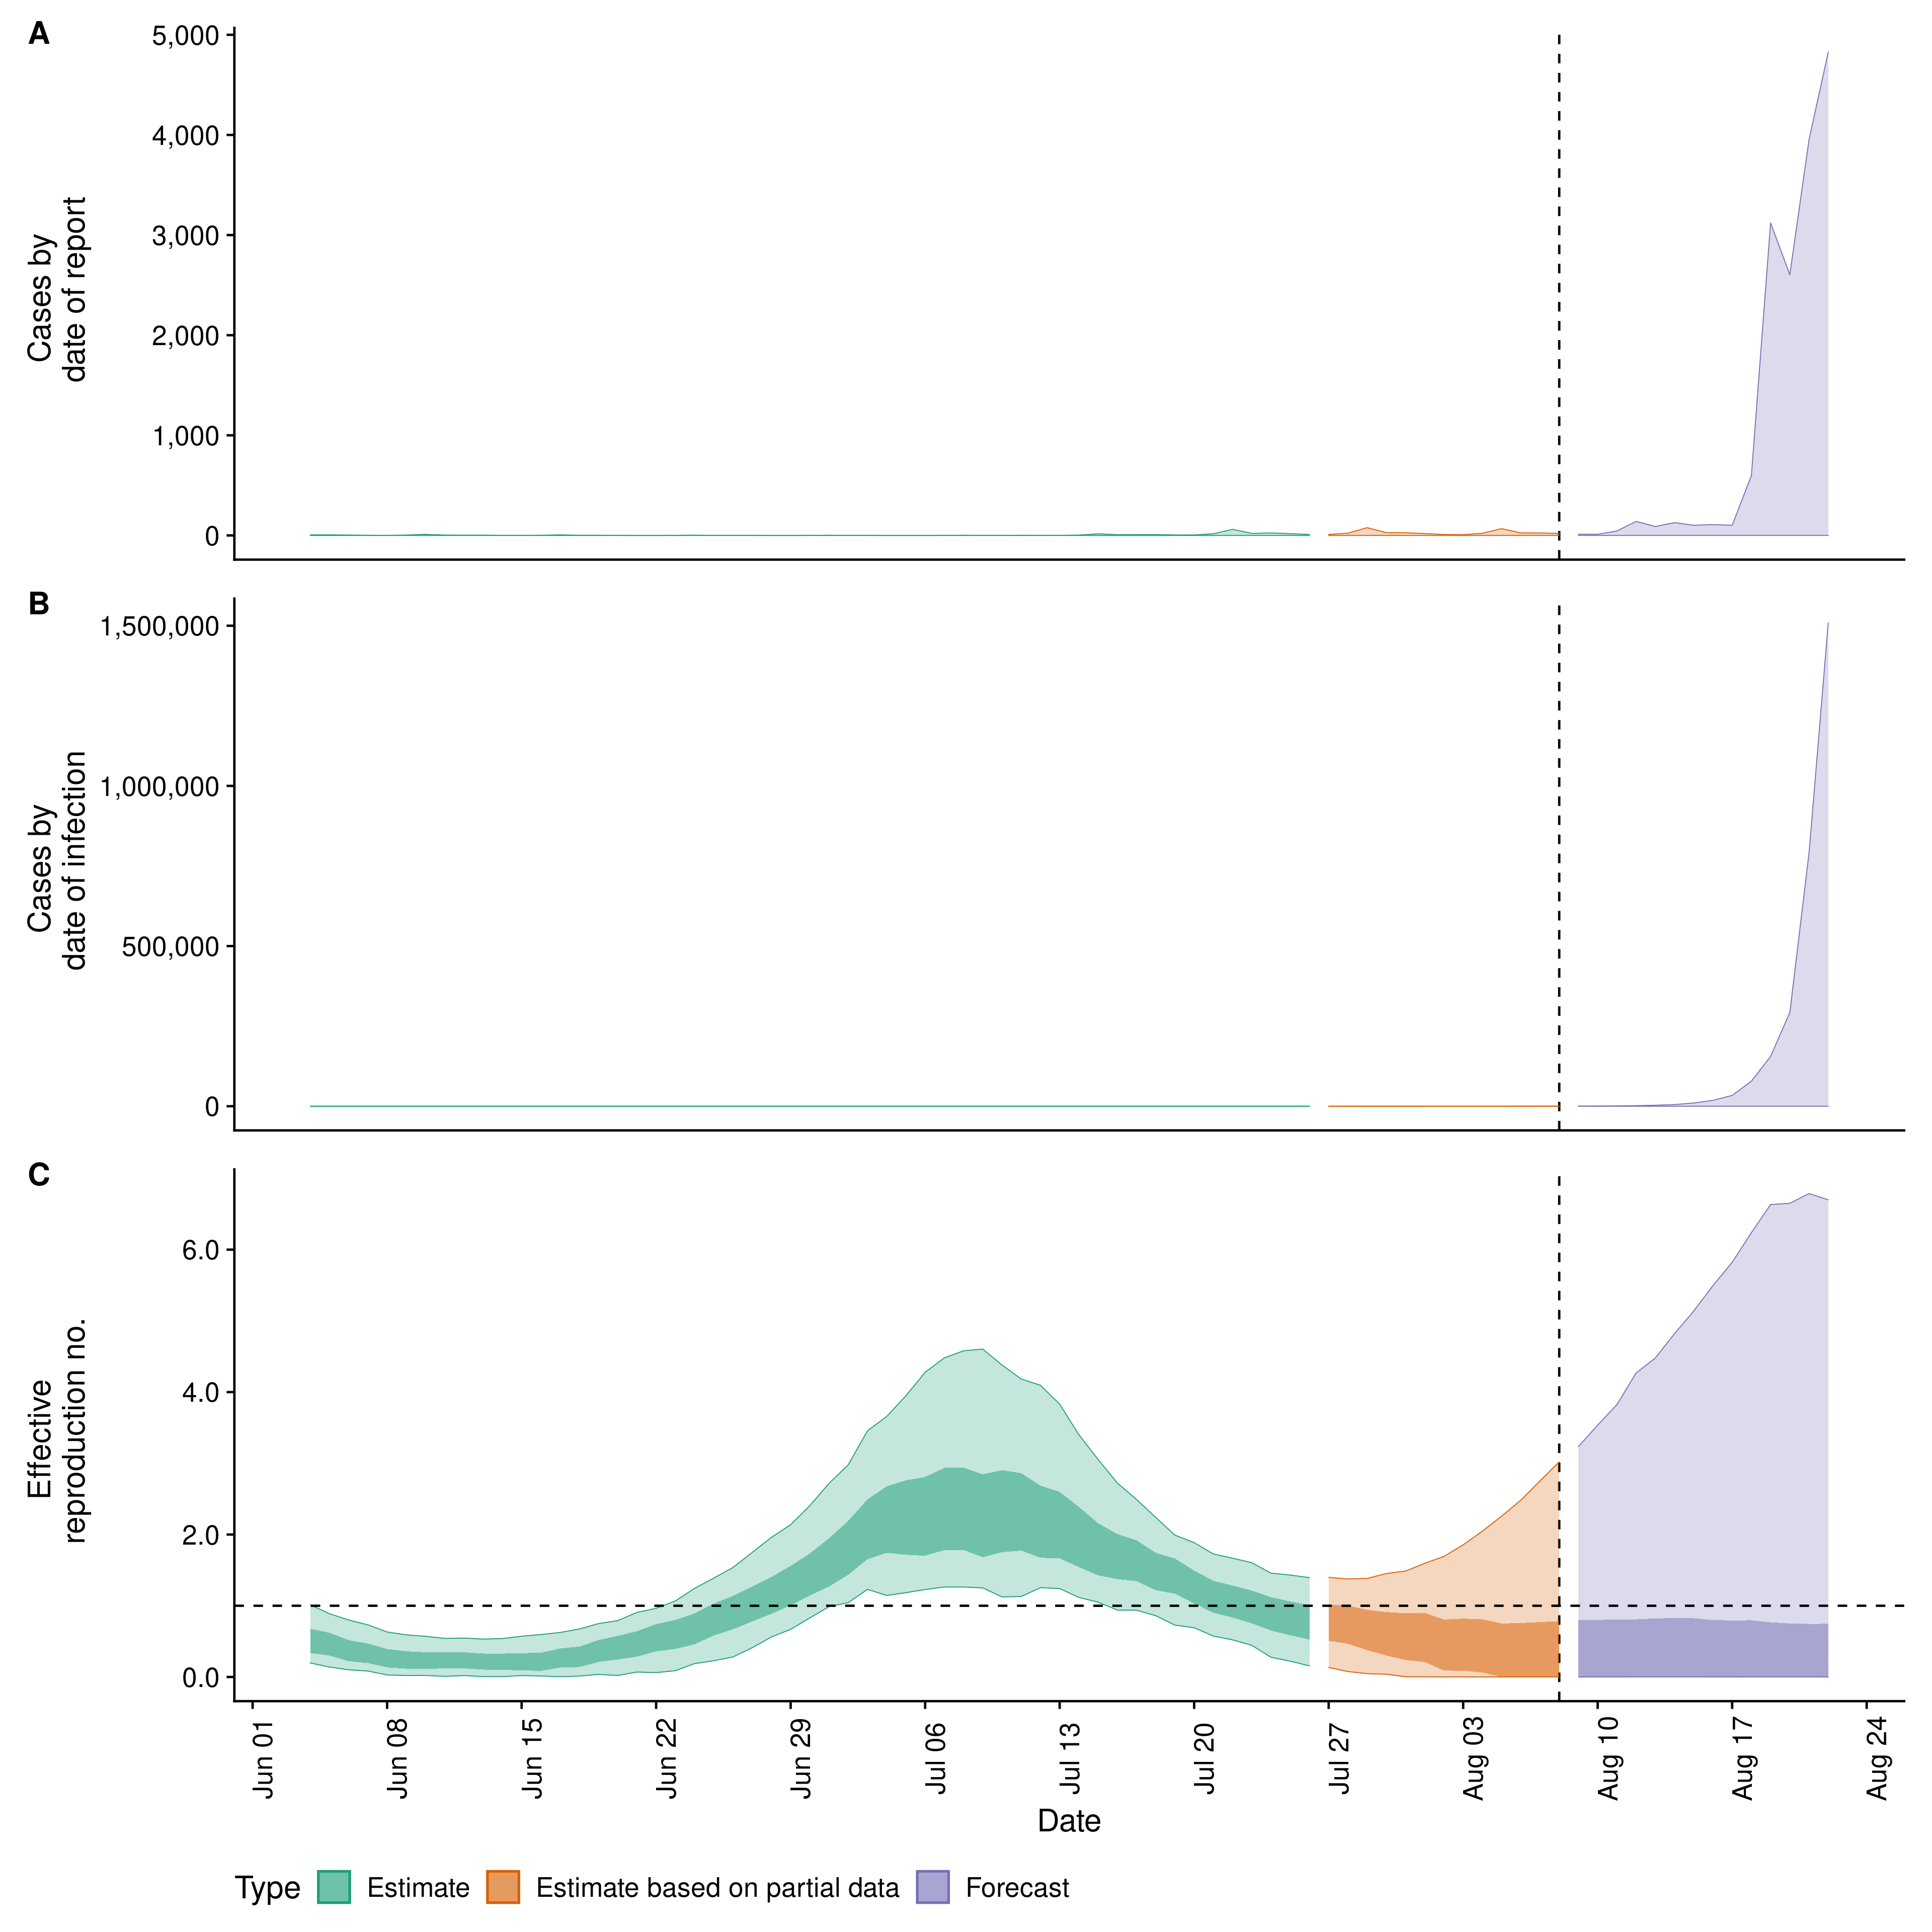 A
5,000
4,000
3,000
2,000
1,000
0
Cases by
date of report
B
1,500,000
1,000,000
500,000
0
Cases by
date of infection
C
6.0
4.0
2.0
0.0
Effective
reproduction no.
Jun 01
Jun 08
Jun 15
Jun 22
Jun 29
Jul 06
Jul 13
Jul 20
Jul 27
Aug 03
Aug 10
Aug 17
Aug 24
Date
Type Estimate Estimate based on partial data Forecast